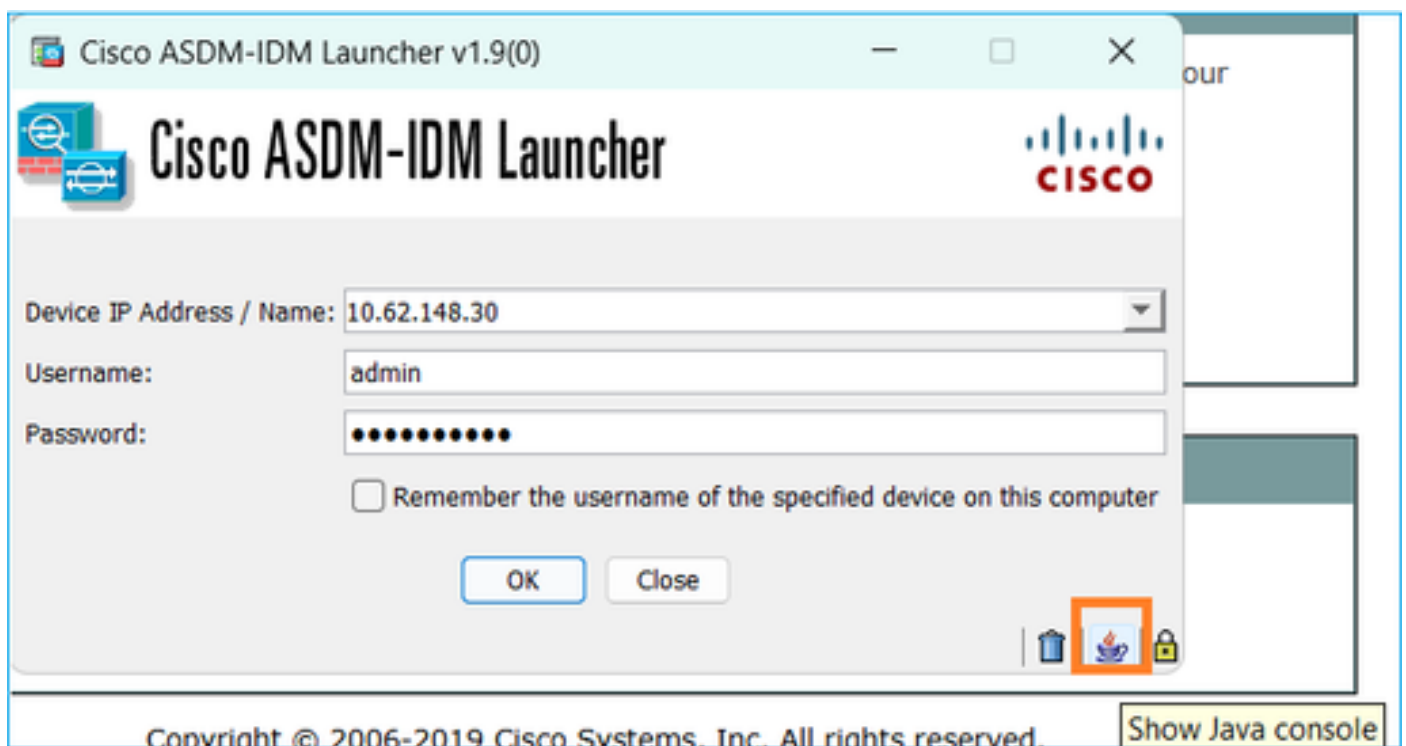 Cisco ASDM-IDM Launcher v1.9(0)
our
Cisco ASDM-IDM Launcher
CISCO
Device IP Address / Name: 10.62.148.30
Username: admin
Password: ••••••••••
Remember the username of the specified device on this computer
OK Close
Copyright © 2006-2019 Cisco Systems, Inc. All rights reserved.
Show Java console